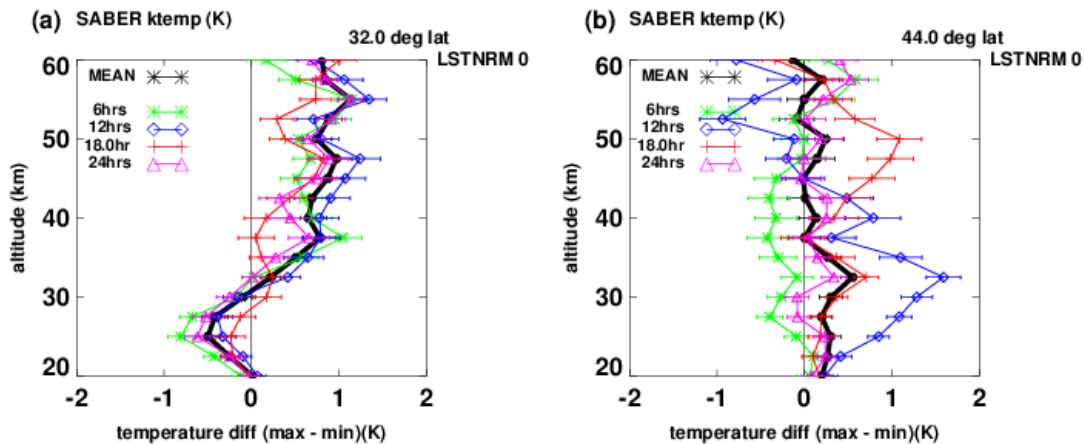 (a) SABER ktemp (K)
32.0 deg lat
LSTNRM 0
MEAN
6hrs
12hrs
18.0hr
24hrs
60
50
40
30
20
altitude (km)
-2 -1 0 1 2
temperature diff (max - min)(K)
(b) SABER ktemp (K)
44.0 deg lat
LSTNRM 0
MEAN
6hrs
12hrs
18.0hr
24hrs
60
50
40
30
20
altitude (km)
-2 -1 0 1 2
temperature diff (max - min)(K)